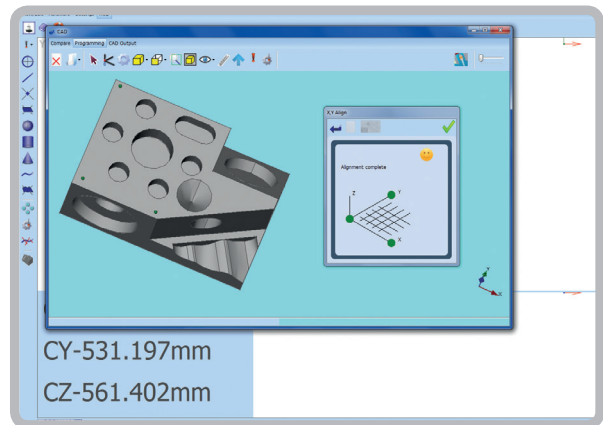 CAD
Compare Programming CAD Output
X,Y Align
Alignment complete
Z
Y
X
Y
X
CY-531.197mm
CZ-561.402mm